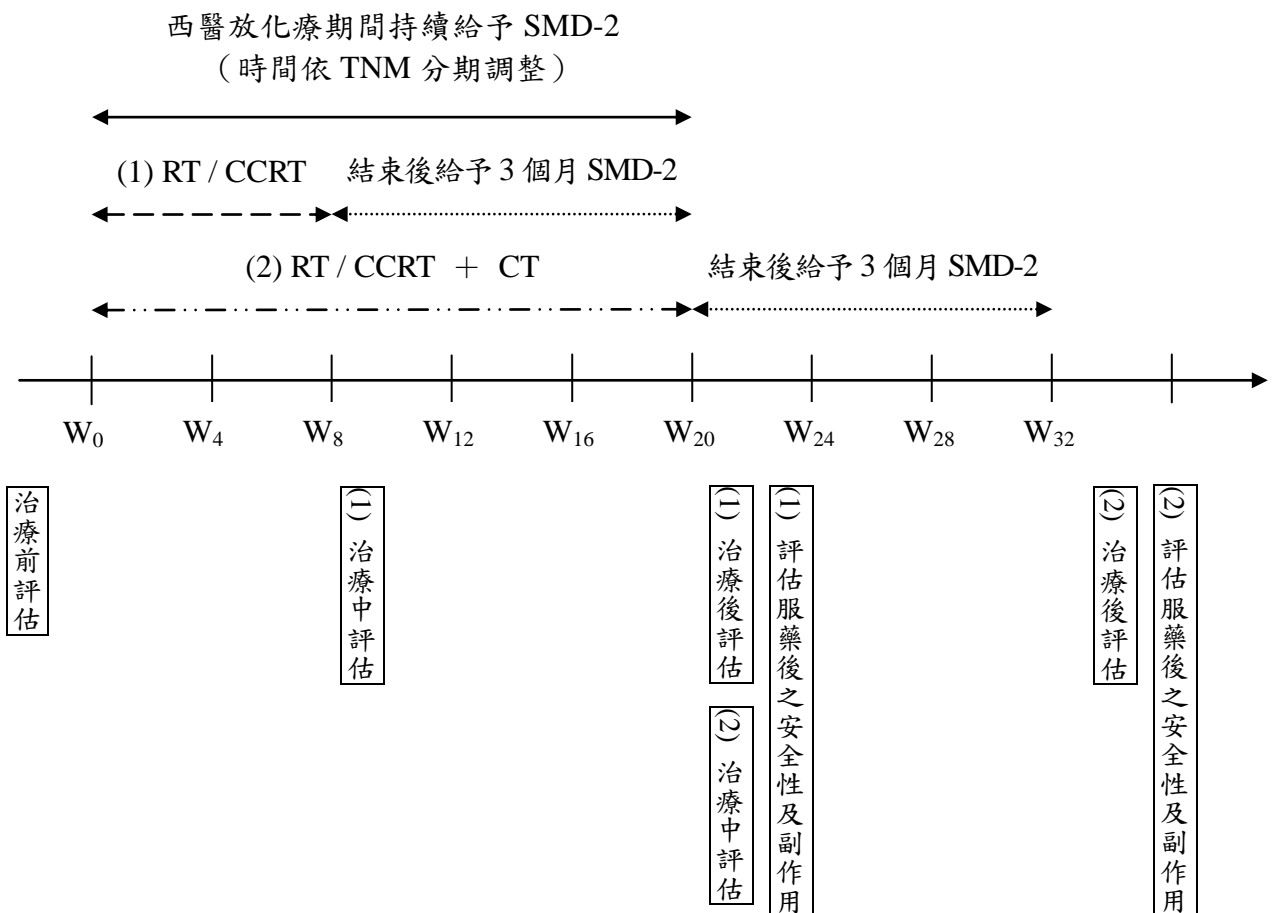 西醫放化療期間持續給予 SMD-2
（時間依 TNM 分期調整）
(1) RT / CCRT 結束後給予 3 個月 SMD-2
(2) RT / CCRT ＋ CT 結束後給予 3 個月 SMD-2
W0 W4 W8 W12 W16 W20 W24 W28 W32
治療前評估
(1) 治療中評估
(1) 治療後評估
(2) 治療中評估
(1) 評估服藥後之安全性及副作用
(2) 治療後評估
(2) 評估服藥後之安全性及副作用